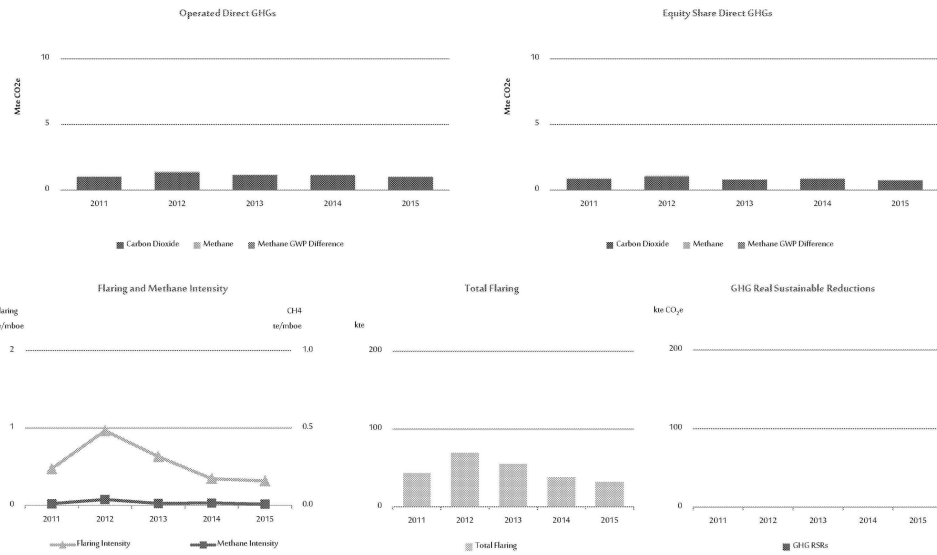 Operated Direct GHGs
Mte CO2e
10
5
0
2011 2012 2013 2014 2015
Carbon Dioxide Methane Methane GWP Difference
Equity Share Direct GHGs
Mte CO2e
10
5
0
2011 2012 2013 2014 2015
Carbon Dioxide Methane Methane GWP Difference
Flaring and Methane Intensity
laring CH4
e/mboe te/mboe
2 1.0
1 0.5
0 0.0
2011 2012 2013 2014 2015
Flaring Intensity Methane Intensity
Total Flaring
kte
200
100
0
2011 2012 2013 2014 2015
Total Flaring
GHG Real Sustainable Reductions
kte CO₂e
200
100
0
2011 2012 2013 2014 2015
GHG RSRs